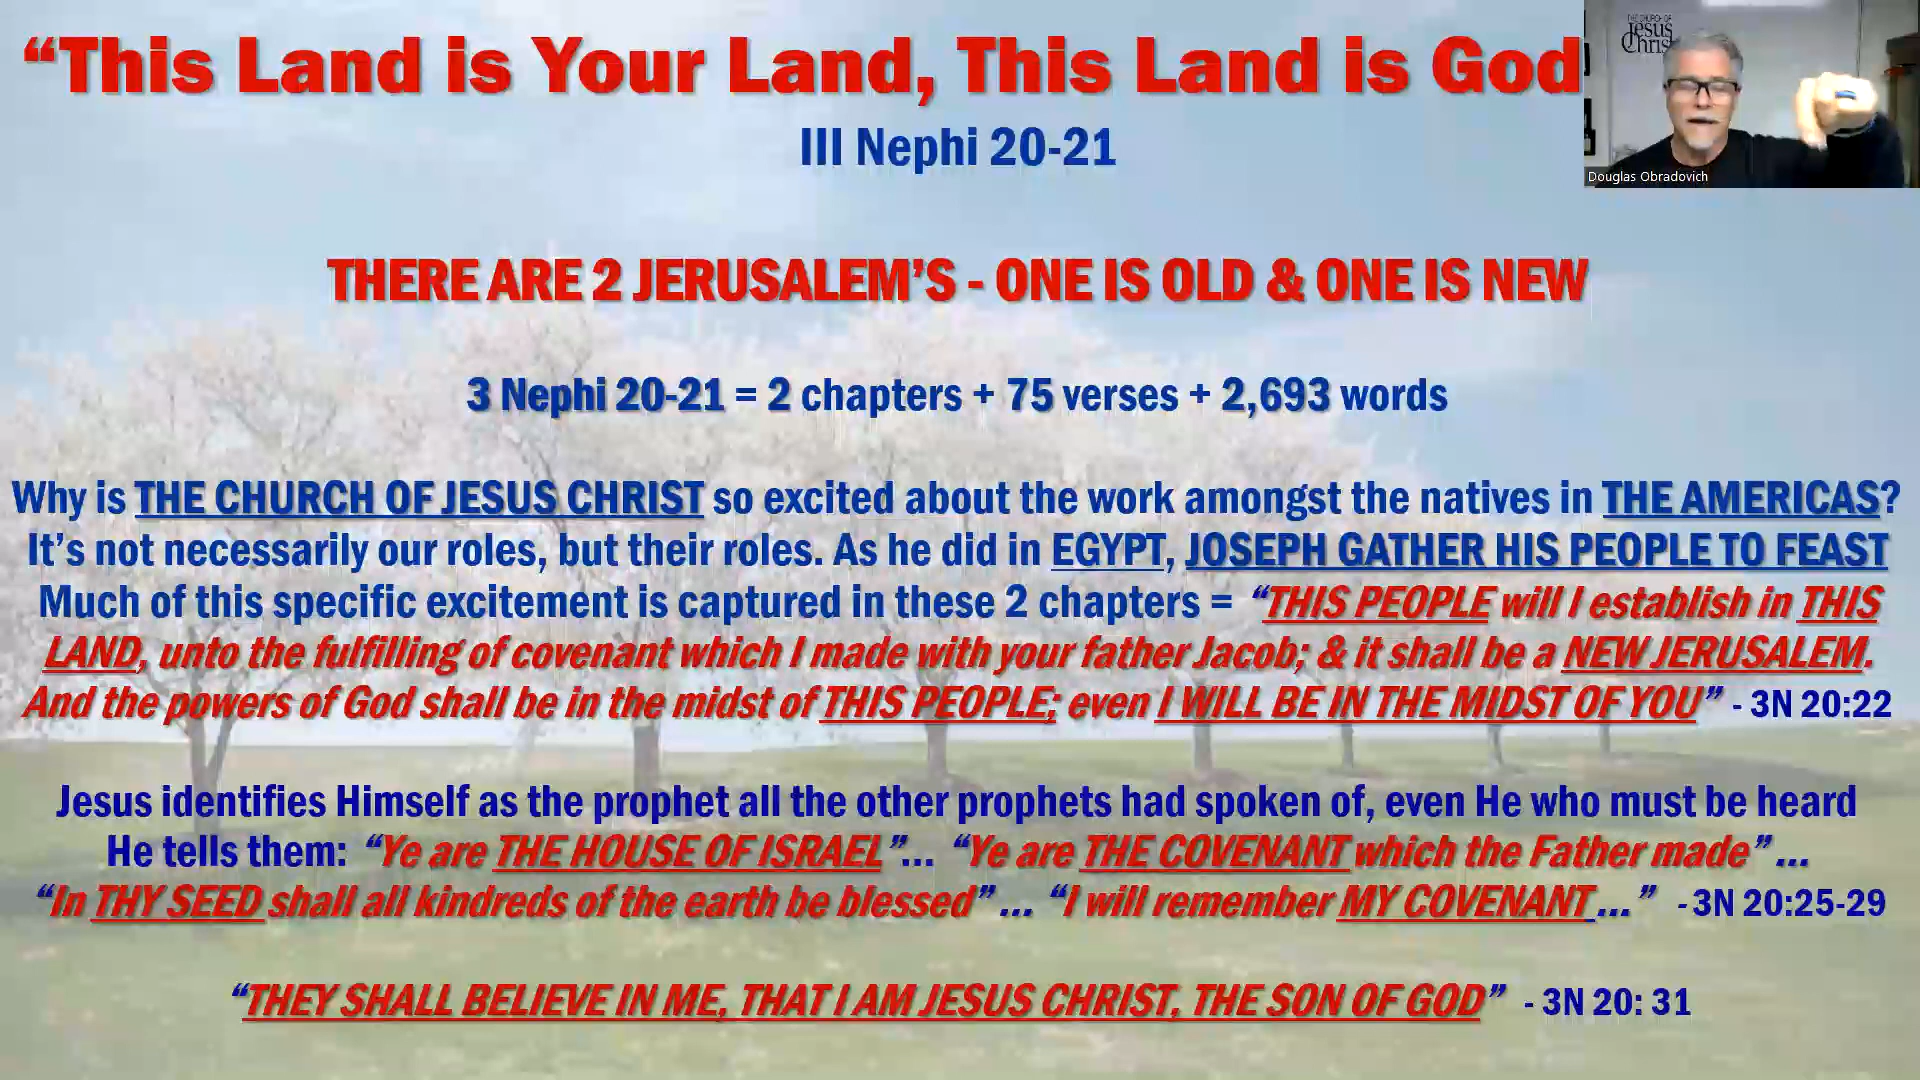 “This Land is Your Land, This Land is God
III Nephi 20-21
THE CHURCH OF
Jesus
Christ
Douglas Obradovich
THERE ARE 2 JERUSALEM’S - ONE IS OLD & ONE IS NEW
3 Nephi 20-21 = 2 chapters + 75 verses + 2,693 words
Why is THE CHURCH OF JESUS CHRIST so excited about the work amongst the natives in THE AMERICAS?
It’s not necessarily our roles, but their roles. As he did in EGYPT, JOSEPH GATHER HIS PEOPLE TO FEAST
Much of this specific excitement is captured in these 2 chapters = “THIS PEOPLE will I establish in THIS
LAND, unto the fulfilling of covenant which I made with your father Jacob; & it shall be a NEW JERUSALEM.
And the powers of God shall be in the midst of THIS PEOPLE; even I WILL BE IN THE MIDST OF YOU” - 3N 20:22
Jesus identifies Himself as the prophet all the other prophets had spoken of, even He who must be heard
He tells them: “Ye are THE HOUSE OF ISRAEL”... “Ye are THE COVENANT which the Father made” ...
“In THY SEED shall all kindreds of the earth be blessed” ... “I will remember MY COVENANT ...” - 3N 20:25-29
“THEY SHALL BELIEVE IN ME, THAT I AM JESUS CHRIST, THE SON OF GOD” - 3N 20: 31